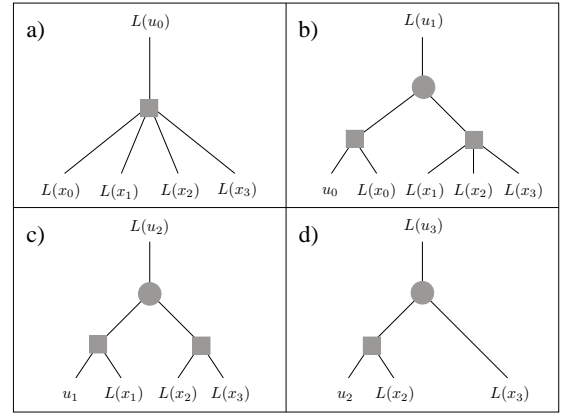 a)
L(u₀)
L(x₀) L(x₁) L(x₂) L(x₃)
b)
L(u₁)
u₀ L(x₀) L(x₁) L(x₂) L(x₃)
c)
L(u₂)
u₁ L(x₁) L(x₂) L(x₃)
d)
L(u₃)
u₂ L(x₂) L(x₃)